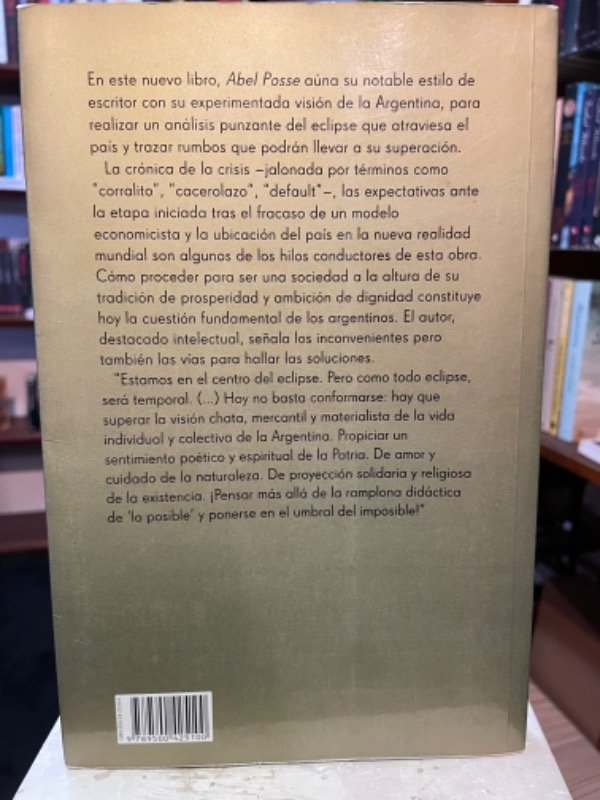 En este nuevo libro, Abel Posse aúna su notable estilo de
escritor con su experimentada visión de la Argentina, para
realizar un análisis punzante del eclipse que atraviesa el
país y trazar rumbos que podrán llevar a su superación.
La crónica de la crisis –jalonada por términos como
"corralito", "cacerolazo", "default"–, las expectativas ante
la etapa iniciada tras el fracaso de un modelo
economicista y la ubicación del país en la nueva realidad
mundial son algunos de los hilos conductores de esta obra.
Cómo proceder para ser una sociedad a la altura de su
tradición de prosperidad y ambición de dignidad constituye
hoy la cuestión fundamental de los argentinos. El autor,
destacado intelectual, señala los inconvenientes pero
también las vías para hallar las soluciones.
"Estamos en el centro del eclipse. Pero como todo eclipse,
será temporal. (...) Hoy no basta conformarse: hay que
superar la visión chata, mercantil y materialista de la vida
individual y colectiva de la Argentina. Propiciar un
sentimiento poético y espiritual de la Patria. De amor y
cuidado de la naturaleza. De proyección solidaria y religiosa
de la existencia. ¡Pensar más allá de la ramplona didáctica
de 'lo posible' y ponerse en el umbral del imposible!"
9 789500 425100